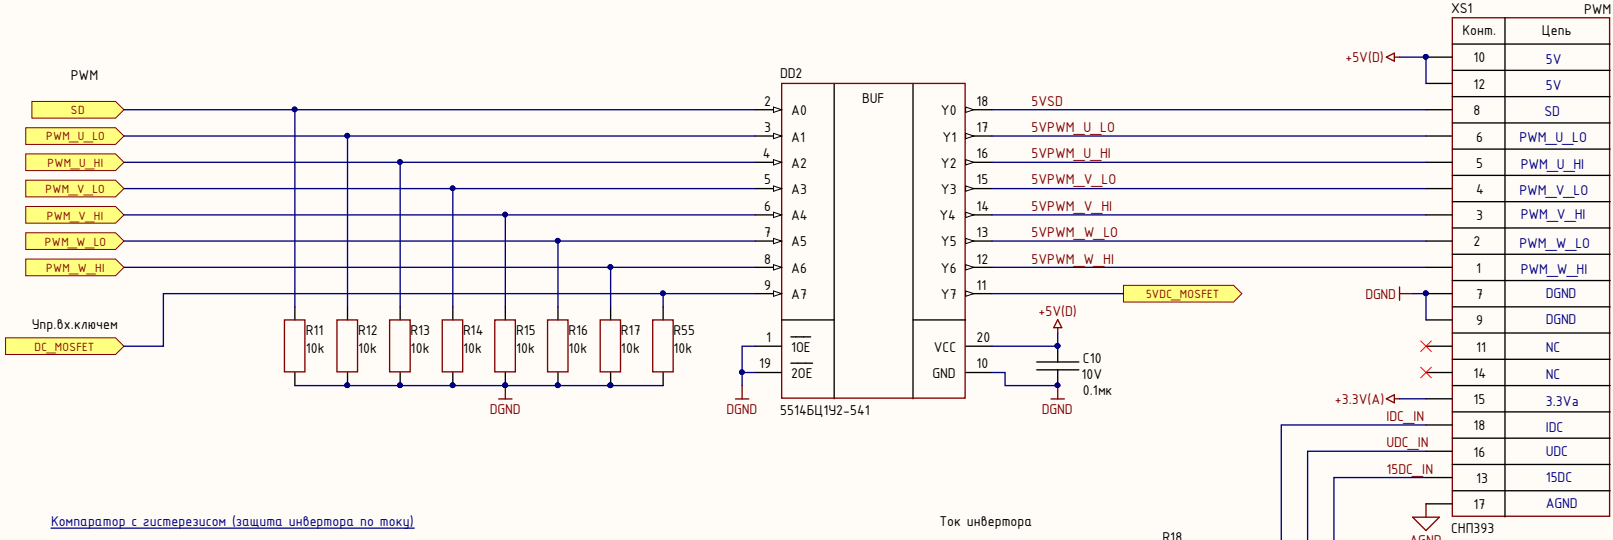 XS1 PWM
Конт. Цепь
+5V(D) 10 5V
12 5V
PWM
DD2
BUF
SD 2 A0 Y0 18 5VSD 8 SD
PWM_U_LO 3 A1 Y1 17 5VPWM_U_LO 6 PWM_U_LO
PWM_U_HI 4 A2 Y2 16 5VPWM_U_HI 5 PWM_U_HI
PWM_V_LO 5 A3 Y3 15 5VPWM_V_LO 4 PWM_V_LO
PWM_V_HI 6 A4 Y4 14 5VPWM_V_HI 3 PWM_V_HI
PWM_W_LO 7 A5 Y5 13 5VPWM_W_LO 2 PWM_W_LO
PWM_W_HI 8 A6 Y6 12 5VPWM_W_HI 1 PWM_W_HI
9 A7 Y7 11 5VDC_MOSFET DGND 7 DGND
+5V(D) 9 DGND
Упр.вх.ключем
DC_MOSFET
R11 R12 R13 R14 R15 R16 R17 R55
10k 10k 10k 10k 10k 10k 10k 10k
1 1OE VCC 20 11 NC
19 2OE GND 10 14 NC
C10
10V
0.1мк
DGND DGND DGND
5514БЦ1У2-541
+3.3V(A) 15 3.3Va
IDC_IN 18 IDC
UDC_IN 16 UDC
15DC_IN 13 15DC
17 AGND
AGND
СНП393
Компаратор с гистерезисом (защита инвертора по току)
Ток инвертора
R18